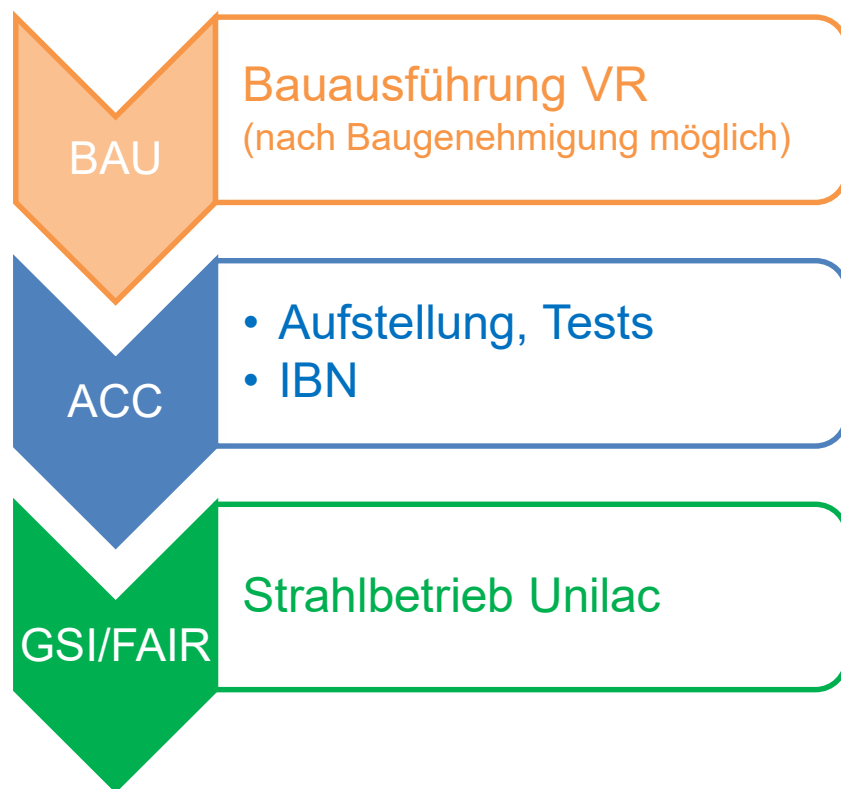 BAU
Bauausführung VR
(nach Baugenehmigung möglich)
ACC
• Aufstellung, Tests
• IBN
GSI/FAIR
Strahlbetrieb Unilac